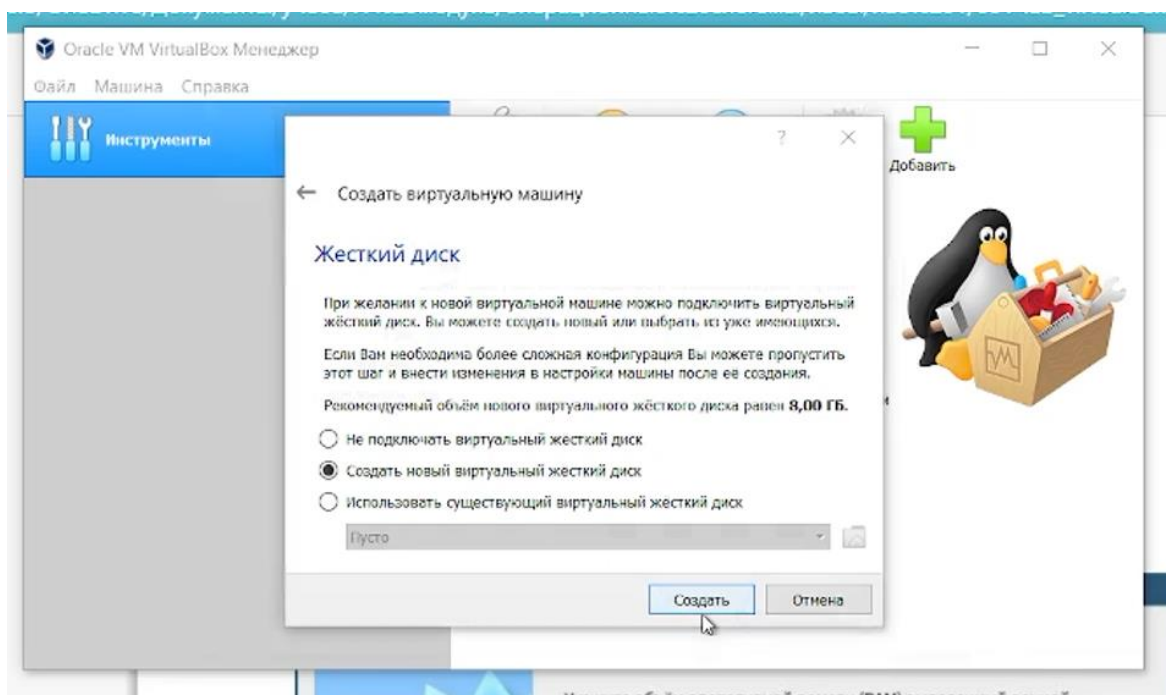 Oracle VM VirtualBox Менеджер
Файл Машина Справка
Инструменты
Добавить
Создать виртуальную машину
Жесткий диск
При желании к новой виртуальной машине можно подключить виртуальный
жёсткий диск. Вы можете создать новый или выбрать из уже имеющихся.
Если Вам необходима более сложная конфигурация Вы можете пропустить
этот шаг и внести изменения в настройки машины после её создания.
Рекомендуемый объём нового виртуального жёсткого диска равен 8,00 ГБ.
Не подключать виртуальный жесткий диск
Создать новый виртуальный жесткий диск
Использовать существующий виртуальный жесткий диск
Пусто
Создать Отмена